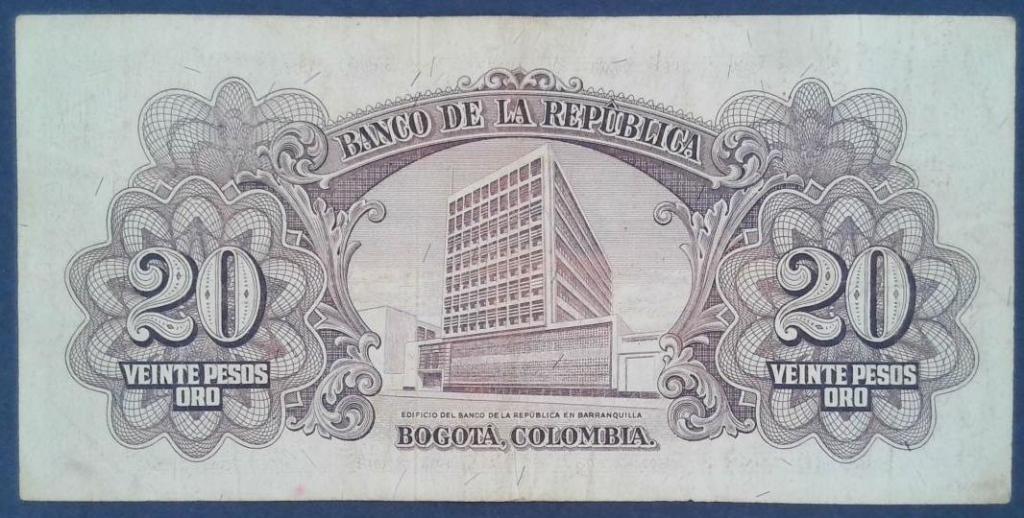 BANCO DE LA REPÚBLICA
20
20
VEINTE PESOS
ORO
VEINTE PESOS
ORO
EDIFICIO DEL BANCO DE LA REPÚBLICA EN BARRANQUILLA
BOGOTÁ, COLOMBIA.